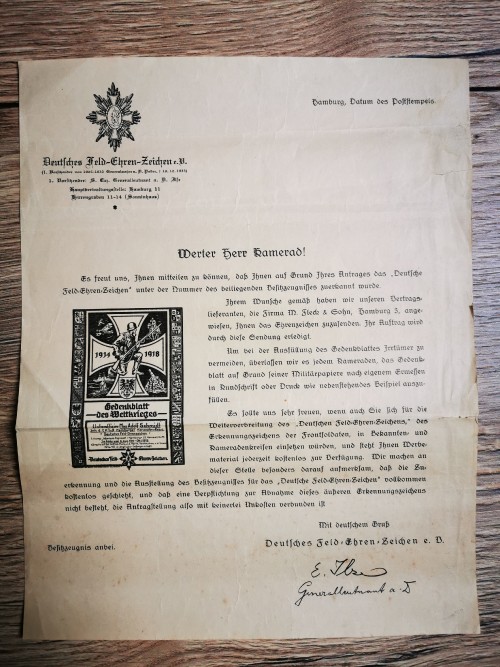 Hamburg, Datum des Poststempels.
Deutsches Feld-Ehren-Zeichen e.V.
1. Vorsitzender: S. Exz. Generalleutnant a. D. Ilse
Hauptverwaltungsstelle: Hamburg 11
Herrengraben 11-14 (Sonninhaus)
Werter Herr Kamerad!
Es freut uns, Ihnen mitteilen zu können, daß Ihnen auf Grund Ihres Antrages das „Deutsche
Feld-Ehren-Zeichen“ unter der Nummer des beiliegenden Besitzzeugnisses zuerkannt wurde.
Ihrem Wunsche gemäß haben wir unseren Vertrags-
lieferanten, die Firma M. Fleck & Sohn, Hamburg 3, ange-
wiesen, Ihnen das Ehrenzeichen zuzusenden. Ihr Auftrag wird
durch diese Sendung erledigt.
Um bei der Ausfüllung des Gedenkblattes Irrtümer zu
vermeiden, überlassen wir es jedem Kameraden, das Gedenk-
blatt auf Grund seiner Militärpapiere nach eigenem Ermessen
in Rundschrift oder Druck wie nebenstehendes Beispiel auszu-
füllen.
Es sollte uns sehr freuen, wenn auch Sie sich für die
Weiterverbreitung des „Deutschen Feld-Ehren-Zeichens,“ des
Erkennungszeichens der Frontsoldaten, in Bekannten- und
Kameradenkreisen einsetzen würden, und steht Ihnen Werbe-
material jederzeit kostenlos zur Verfügung. Wir machen an
dieser Stelle besonders darauf aufmerksam, daß die Zu-
erkennung und die Ausstellung des Besitzzeugnisses für das „Deutsche Feld-Ehren-Zeichen“ vollkommen
kostenlos geschieht, und daß eine Verpflichtung zur Abnahme dieses äußeren Erkennungszeichens
nicht besteht, die Antragstellung also mit keinerlei Unkosten verbunden ist
1914 1918
Gedenkblatt
des Weltkrieges
Deutsches Feld Ehren-Zeichen
Mit deutschem Gruß
Besitzzeugnis anbei.
Deutsches Feld-Ehren-Zeichen e. V.
E. Ilse
Generalleutnant a. D